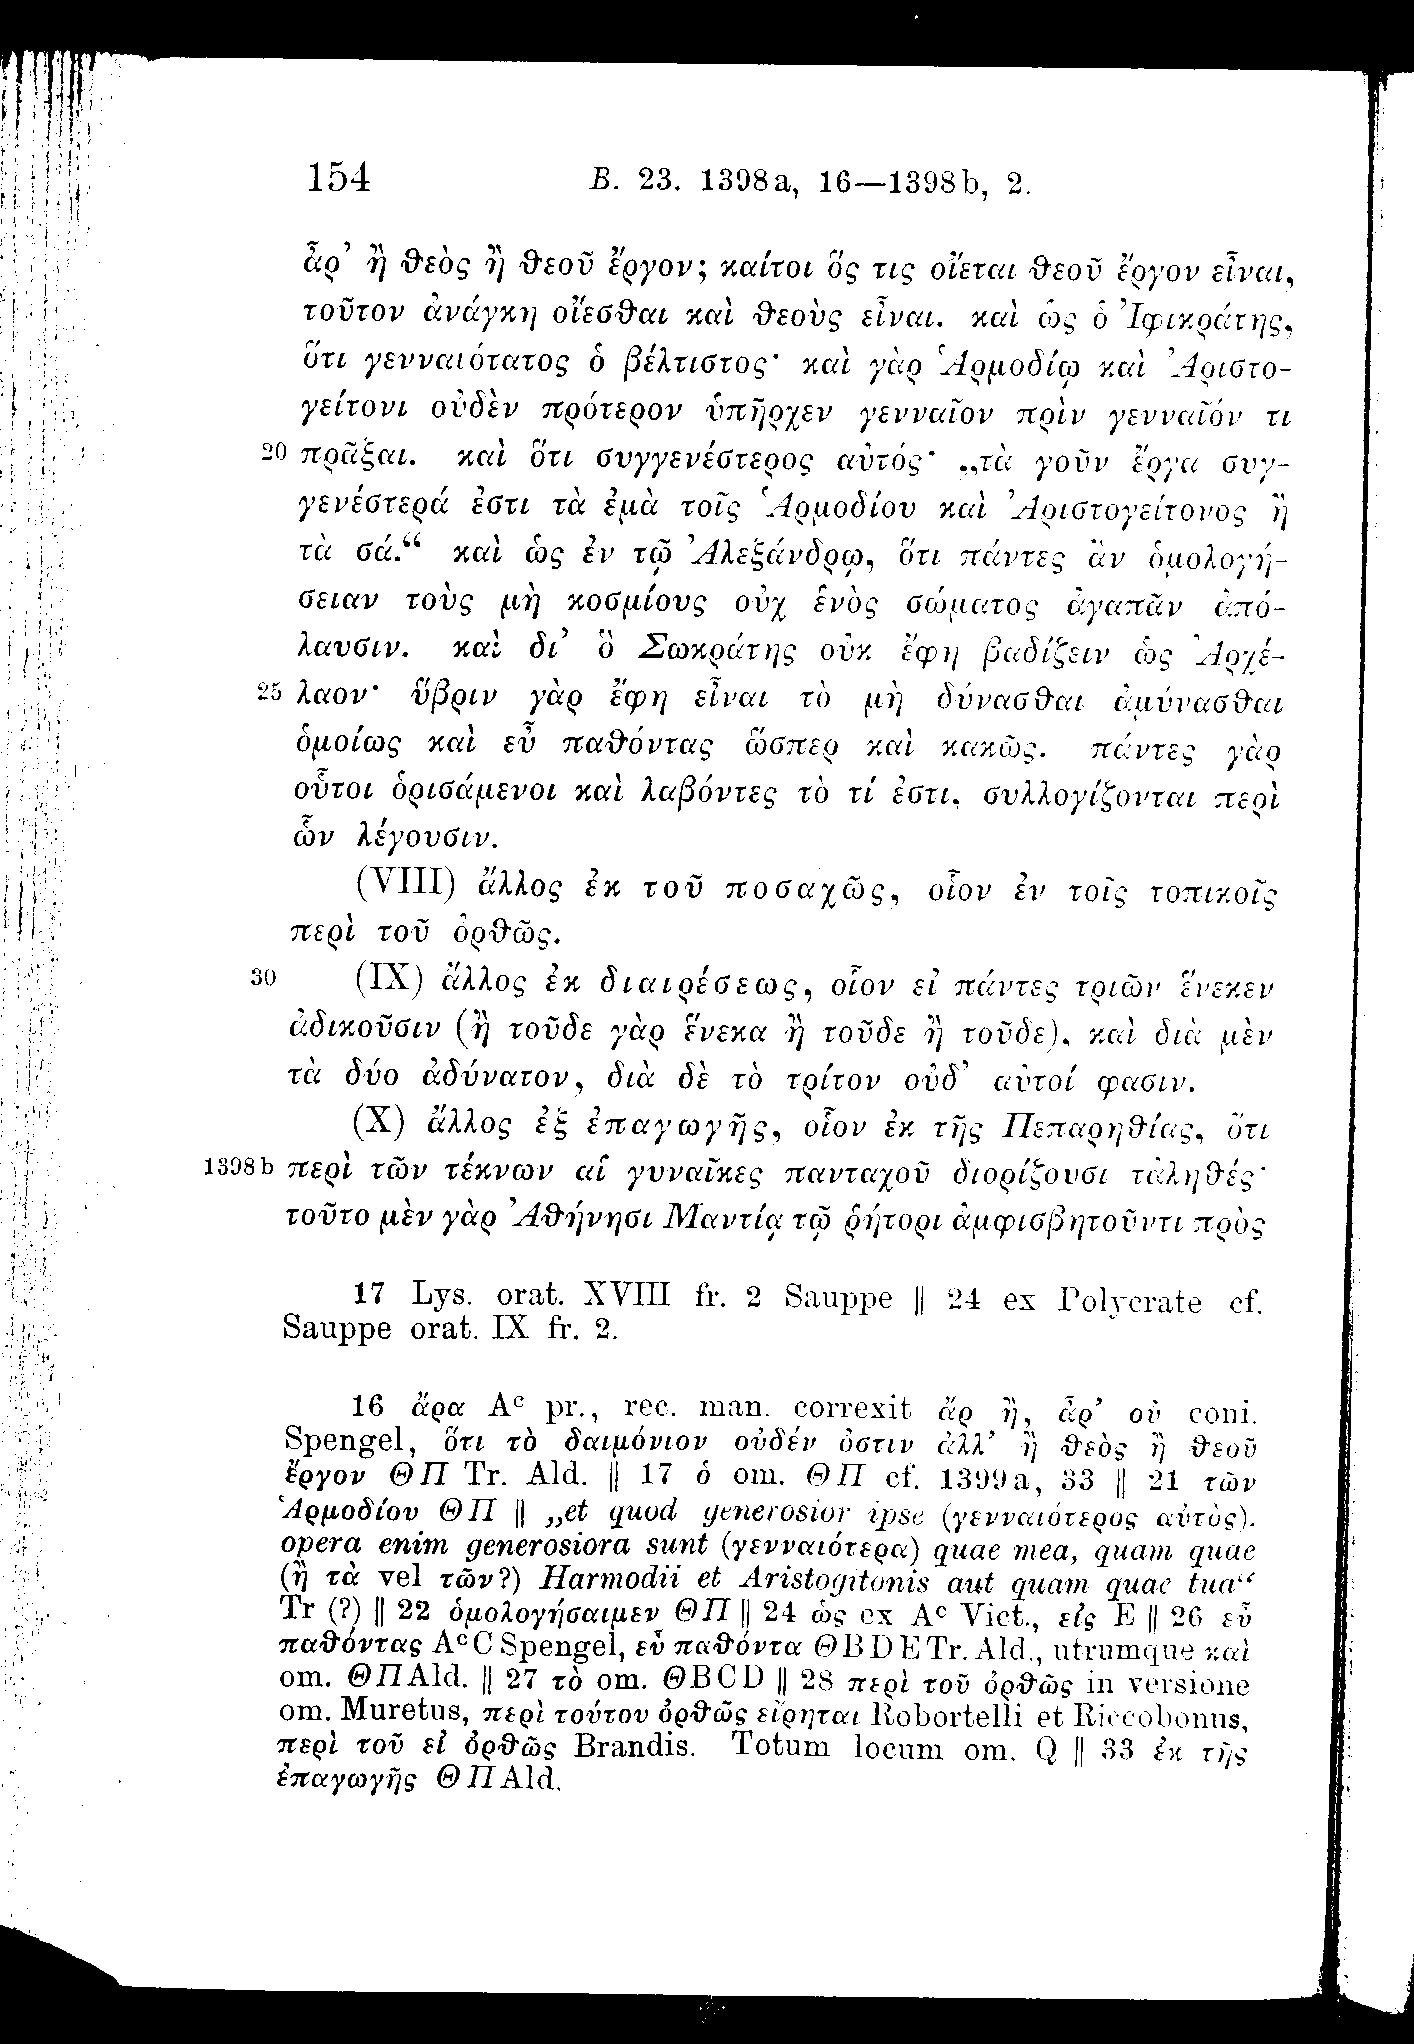 154 B. 23. 1398a, 16—1398b, 2.
ἆρ’ ἢ θεὸς ἢ θεοῦ ἔργον; καίτοι ὅς τις οἴεται θεοῦ ἔργον εἶναι,
τοῦτον ἀνάγκη οἴεσθαι καὶ θεοὺς εἶναι. καὶ ὡς ὁ Ἰφικράτης,
ὅτι γενναιότατος ὁ βέλτιστος· καὶ γὰρ Ἁρμοδίῳ καὶ Ἀριστο-
γείτονι οὐδὲν πρότερον ὑπῆρχεν γενναῖον πρὶν γενναῖόν τι
20 πρᾶξαι. καὶ ὅτι συγγενέστερος αὐτός· „τὰ γοῦν ἔργα συγ-
γενέστερά ἐστι τὰ ἐμὰ τοῖς Ἁρμοδίου καὶ Ἀριστογείτονος ἢ
τὰ σά.“ καὶ ὡς ἐν τῷ Ἀλεξάνδρῳ, ὅτι πάντες ἂν ὁμολογή-
σειαν τοὺς μὴ κοσμίους οὐχ ἑνὸς σώματος ἀγαπᾶν ἀπό-
λαυσιν. καὶ δι’ ὃ Σωκράτης οὐκ ἔφη βαδίζειν ὡς Ἀρχέ-
25 λαον· ὕβριν γὰρ ἔφη εἶναι τὸ μὴ δύνασθαι ἀμύνασθαι
ὁμοίως καὶ εὖ παθόντας ὥσπερ καὶ κακῶς. πάντες γὰρ
οὗτοι ὁρισάμενοι καὶ λαβόντες τὸ τί ἐστι, συλλογίζονται περὶ
ὧν λέγουσιν.
(VIII) ἄλλος ἐκ τοῦ ποσαχῶς, οἷον ἐν τοῖς τοπικοῖς
περὶ τοῦ ὀρθῶς.
30 (IX) ἄλλος ἐκ διαιρέσεως, οἷον εἰ πάντες τριῶν ἕνεκεν
ἀδικοῦσιν (ἢ τοῦδε γὰρ ἕνεκα ἢ τοῦδε ἢ τοῦδε), καὶ διὰ μὲν
τὰ δύο ἀδύνατον, διὰ δὲ τὸ τρίτον οὐδ’ αὐτοί φασιν.
(X) ἄλλος ἐξ ἐπαγωγῆς, οἷον ἐκ τῆς Πεπαρηθίας, ὅτι
1398b περὶ τῶν τέκνων αἱ γυναῖκες πανταχοῦ διορίζουσι τἀληθές·
τοῦτο μὲν γὰρ Ἀθήνησι Μαντίᾳ τῷ ῥήτορι ἀμφισβητοῦντι πρὸς
17 Lys. orat. XVIII fr. 2 Sauppe || 24 ex Polycrate cf.
Sauppe orat. IX fr. 2.
16 ἄρα Aᶜ pr., rec. man. correxit ἄρ ἢ, ἆρ’ οὐ coni.
Spengel, ὅτι τὸ δαιμόνιον οὐδέν ὁστιν ἀλλ’ ἢ θεὸς ἢ θεοῦ
ἔργον ΘΠ Tr. Ald. || 17 ὁ om. ΘΠ cf. 1399a, 33 || 21 τῶν
Ἁρμοδίου ΘΠ || „et quod generosior ipse (γενναιότερος αὐτὸς).
opera enim generosiora sunt (γενναιότερα) quae mea, quam quae
(ἢ τὰ vel τῶν?) Harmodii et Aristogitonis aut quam quae tua“
Tr (?) || 22 ὁμολογήσαιμεν ΘΠ || 24 ὡς ex Aᶜ Vict., εἰς E || 26 εὖ
παθόντας AᶜC Spengel, εὖ παθόντα ΘBDE Tr. Ald., utrumque καὶ
om. ΘΠ Ald. || 27 τὸ om. ΘBCD || 28 περὶ τοῦ ὀρθῶς in versione
om. Muretus, περὶ τούτου ὀρθῶς εἴρηται Robortelli et Riccobonus,
περὶ τοῦ εἰ ὀρθῶς Brandis. Totum locum om. Q || 33 ἐκ τῆς
ἐπαγωγῆς ΘΠ Ald.